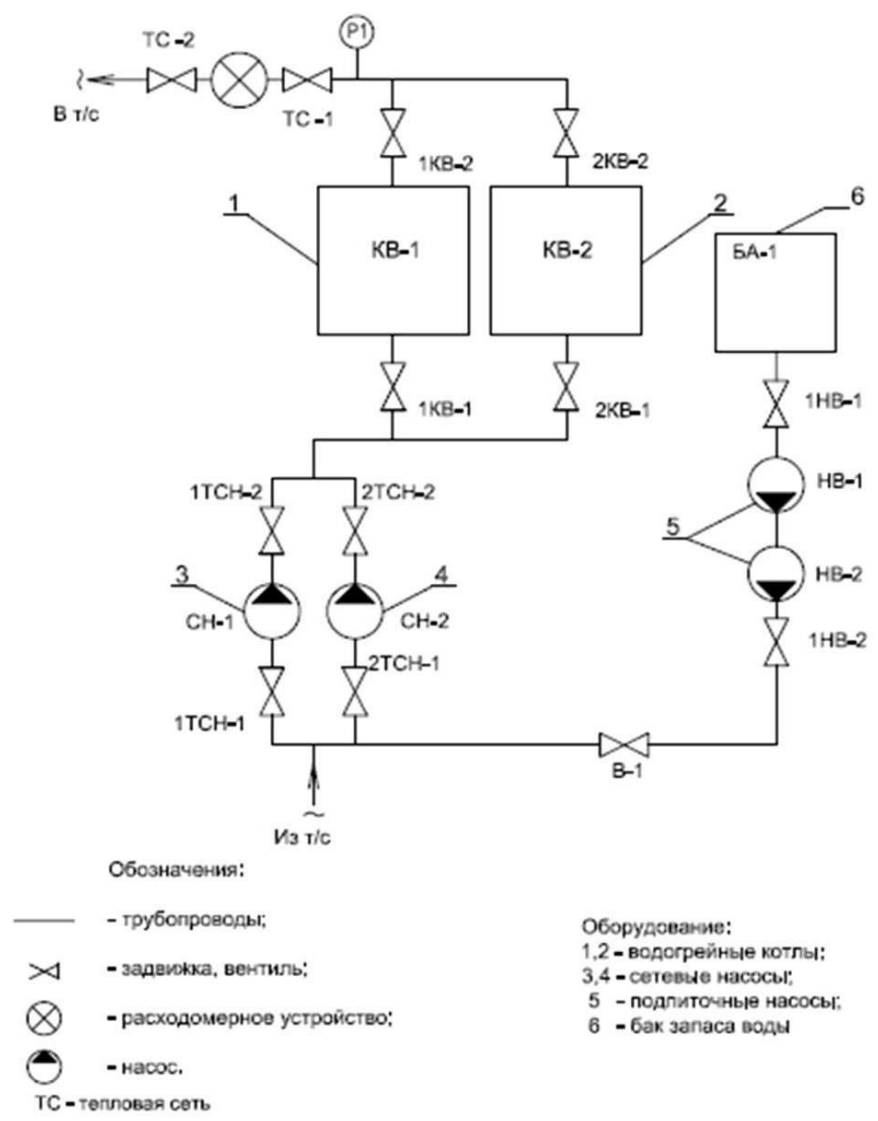 P1
ТС-2
В т/с
ТС-1
1КВ-2
2КВ-2
1
2
6
КВ-1
КВ-2
БА-1
1КВ-1
2КВ-1
1НВ-1
1ТСН-2
2ТСН-2
НВ-1
5
3
4
НВ-2
СН-1
СН-2
1НВ-2
2ТСН-1
1ТСН-1
В-1
Из т/с
Обозначения:
- трубопроводы;
- задвижка, вентиль;
- расходомерное устройство;
- насос.
ТС - тепловая сеть
Оборудование:
1,2 - водогрейные котлы;
3,4 - сетевые насосы;
5 - подпиточные насосы;
6 - бак запаса воды